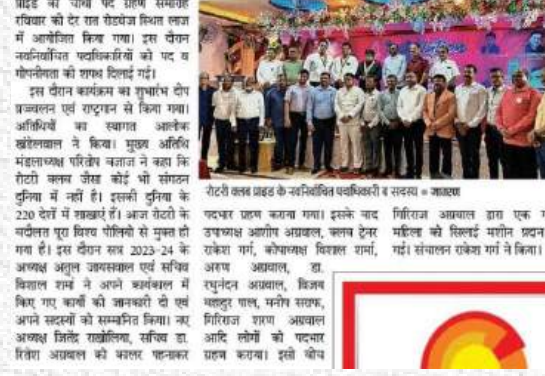 प्राइड का चौथा पद ग्रहण समारोह
रविवार की देर रात रोडवेज स्थित लाज
में आयोजित किया गया। इस दौरान
नवनिर्वाचित पदाधिकारियों को पद व
गोपनीयता की शपथ दिलाई गई।
इस दौरान कार्यक्रम का शुभारंभ दीप
प्रज्वलन एवं राष्ट्रगान से किया गया।
अतिथियों का स्वागत आलोक
खंडेलवाल ने किया। मुख्य अतिथि
मंडलाध्यक्ष परितोष बजाज ने कहा कि
रोटरी क्लब जैसा कोई भी संगठन
दुनिया में नहीं है। इसकी दुनिया के
220 देशों में शाखाएं हैं। आज रोटरी के
बदौलत पूरा विश्व पोलियो से मुक्त हो
गया है। इस दौरान सत्र 2023-24 के
अध्यक्ष अतुल जायसवाल एवं सचिव
विशाल शर्मा ने अपने कार्यकाल में
किए गए कार्यों की जानकारी दी एवं
अपने सदस्यों को सम्मानित किया। नए
अध्यक्ष जितेंद्र राखोलिया, सचिव डा.
रितेश अग्रवाल को कालर पहनाकर
रोटरी क्लब प्राइड के नवनिर्वाचित पदाधिकारी व सदस्य = जागरण
पदभार ग्रहण कराया गया। इसके बाद
उपाध्यक्ष आशीष अग्रवाल, क्लब ट्रेनर
राकेश गर्ग, कोषाध्यक्ष विशाल शर्मा,
अरुण अग्रवाल, डा.
रघुनंदन अग्रवाल, विजय
बहादुर पाल, मनीष सराफ,
गिरिराज शरण अग्रवाल
आदि लोगों को पदभार
ग्रहण कराया। इसी बीच
गिरिराज अग्रवाल द्वारा एक
महिला को सिलाई मशीन प्रदान
गई। संचालन राकेश गर्ग ने किया।